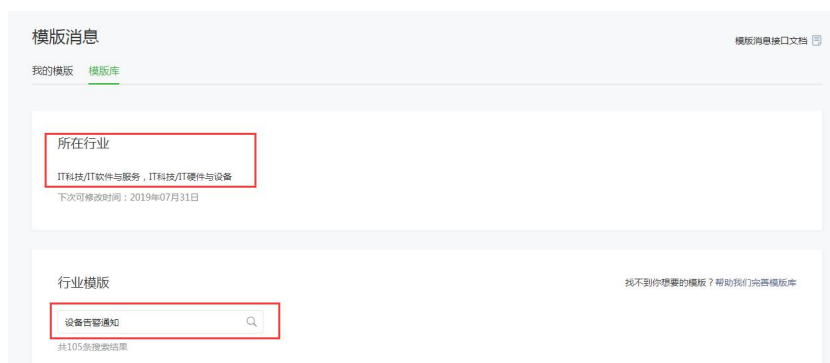 模版消息
模版消息接口文档
我的模版 模版库
所在行业
IT科技/IT软件与服务，IT科技/IT硬件与设备
下次可修改时间：2019年07月31日
行业模版
找不到你想要的模版？帮助我们完善模版库
设备告警通知
共105条搜索结果